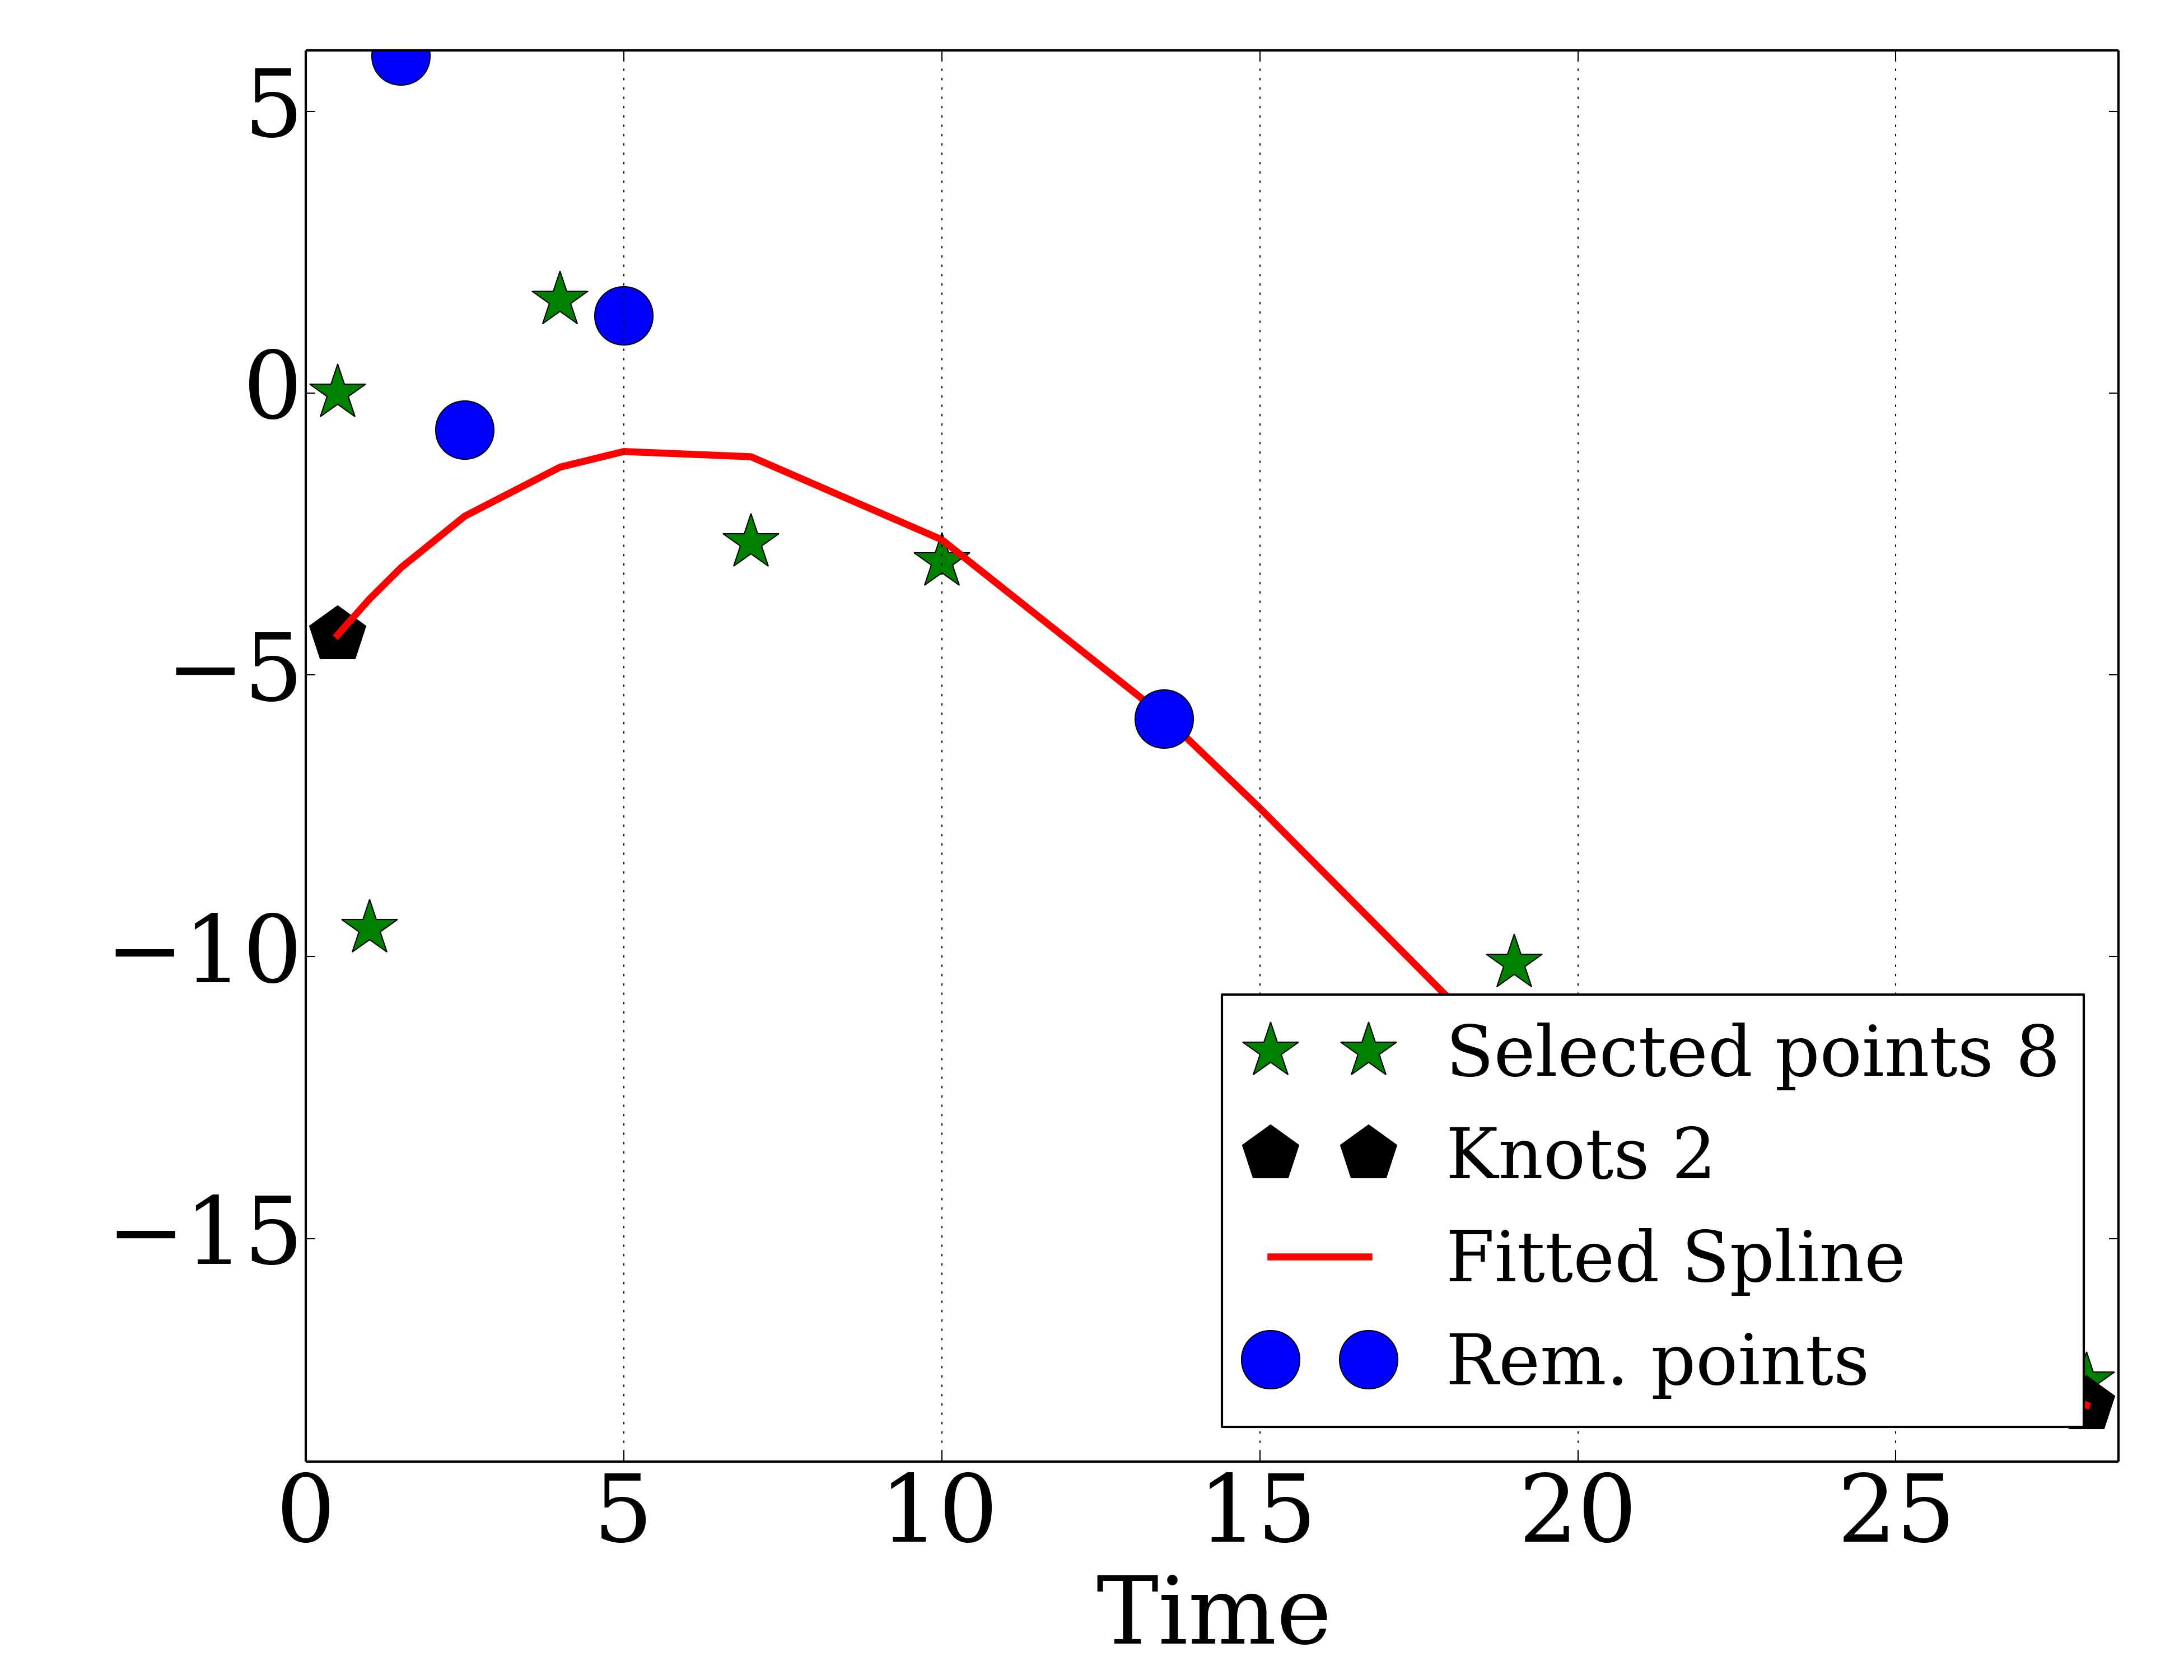 5
0
−5
−10
−15
0 5 10 15 20 25
Time
Selected points 8
Knots 2
Fitted Spline
Rem. points